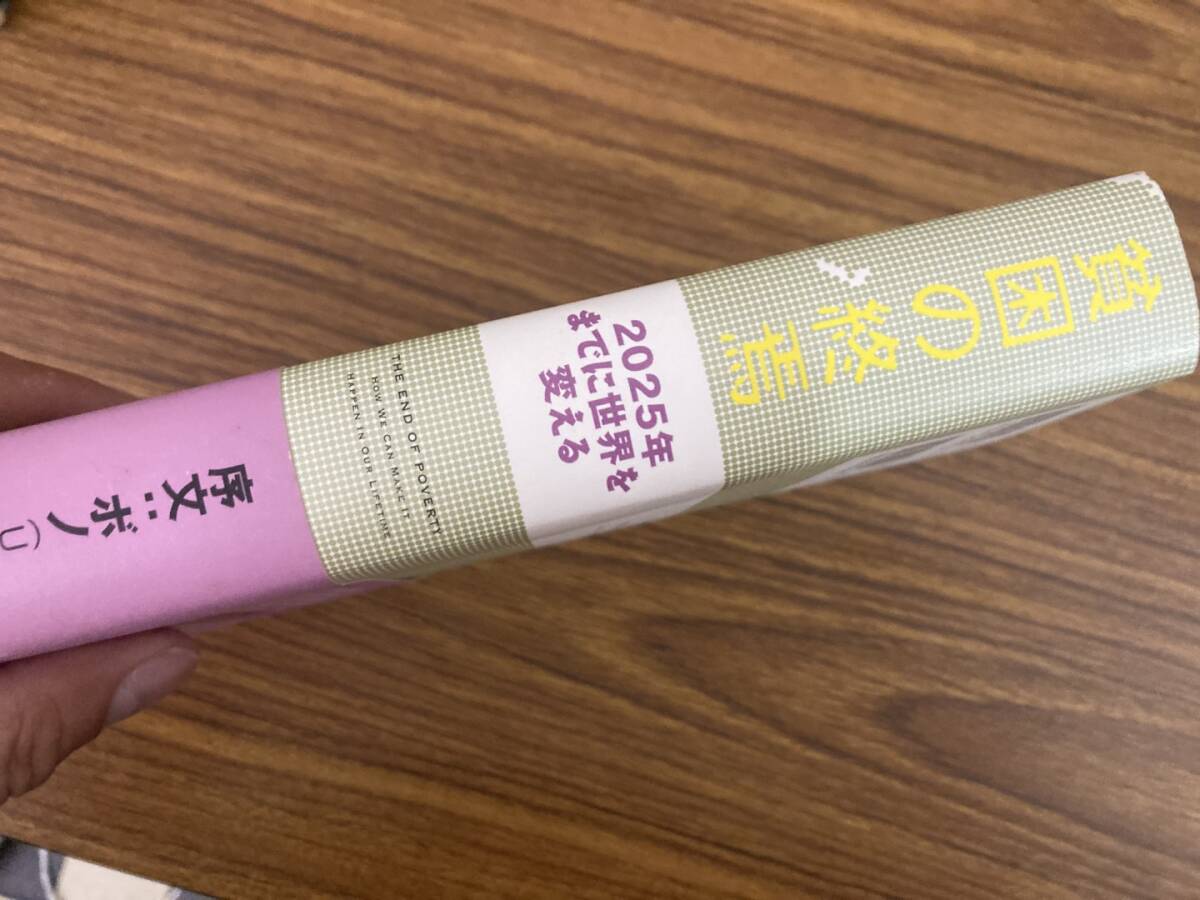 貧困の終焉
2025年
までに世界を
変える
THE END OF POVERTY
HOW WE CAN MAKE IT
HAPPEN IN OUR LIFETIME
序文:ボノ(U